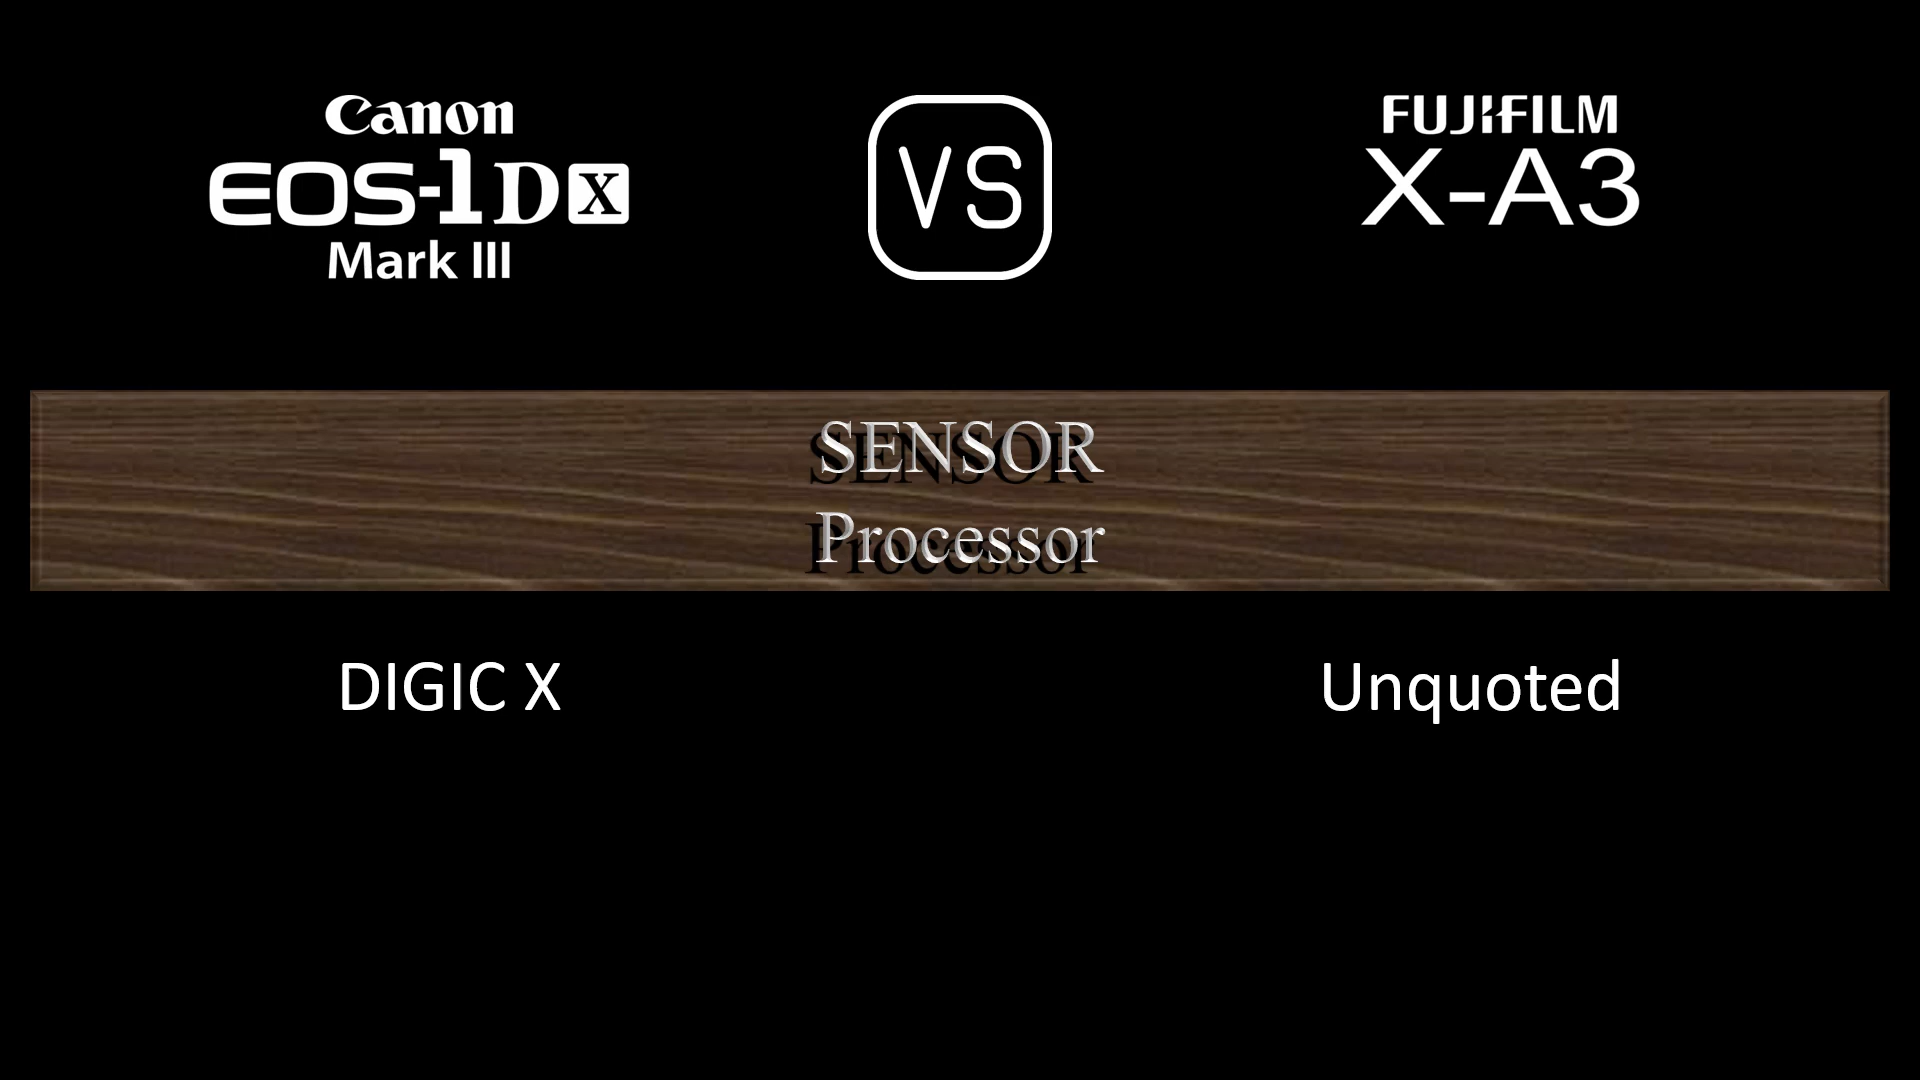 Canon
EOS-1D X
Mark III
VS
FUJIFILM
X-A3
SENSOR
Processor
DIGIC X
Unquoted